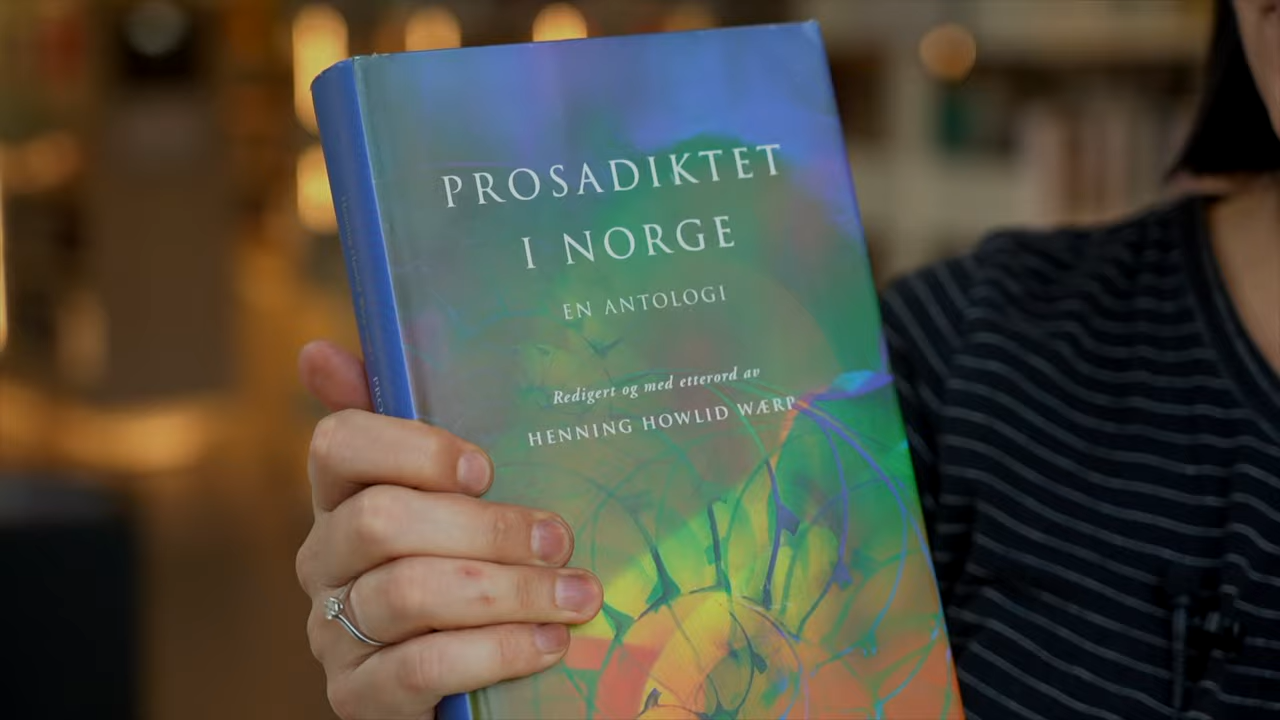 PROSADIKTET
I NORGE
EN ANTOLOGI
Redigert og med etterord av
HENNING HOWLID WÆRP